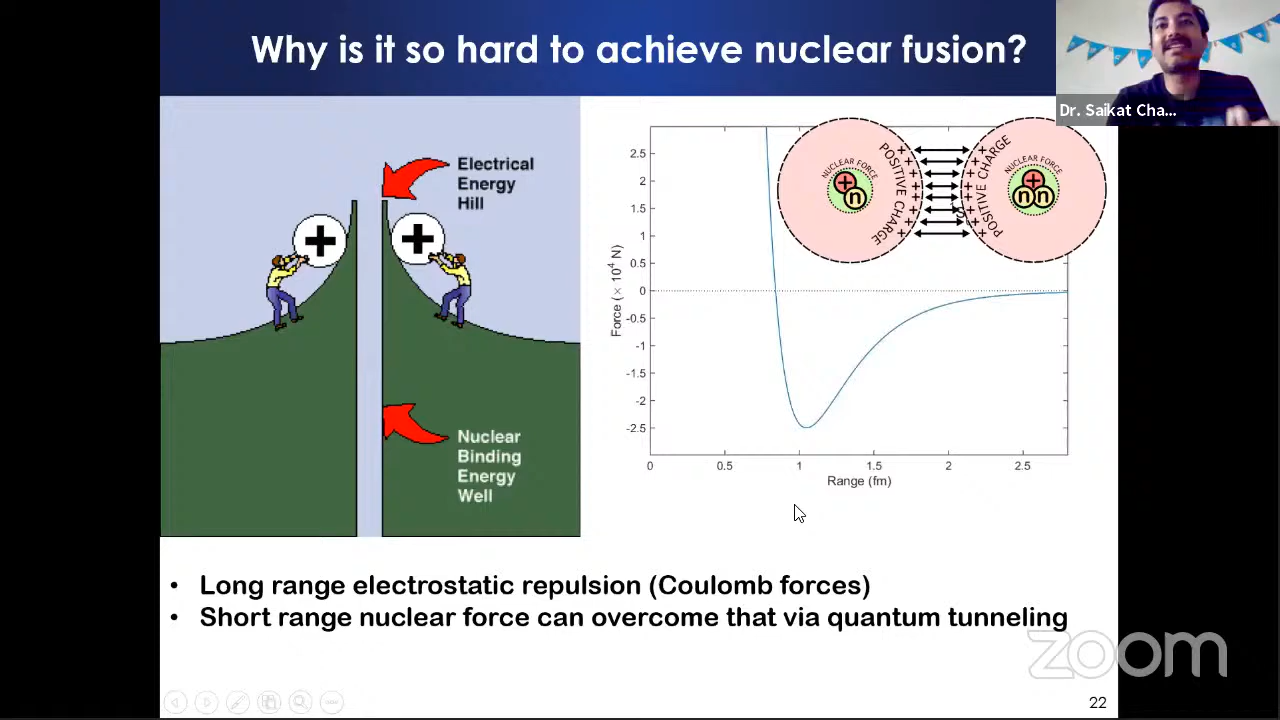 Why is it so hard to achieve nuclear fusion?
Dr. Saikat Cha...
Electrical
Energy
Hill
Nuclear
Binding
Energy
Well
POSITIVE CHARGE
NUCLEAR FORCE
n
POSITIVE CHARGE
NUCLEAR FORCE
n n
Force (× 10⁴ N)
2.5
2
1.5
1
0.5
0
-0.5
-1
-1.5
-2
-2.5
0 0.5 1 1.5 2 2.5
Range (fm)
• Long range electrostatic repulsion (Coulomb forces)
• Short range nuclear force can overcome that via quantum tunneling
zoom
22